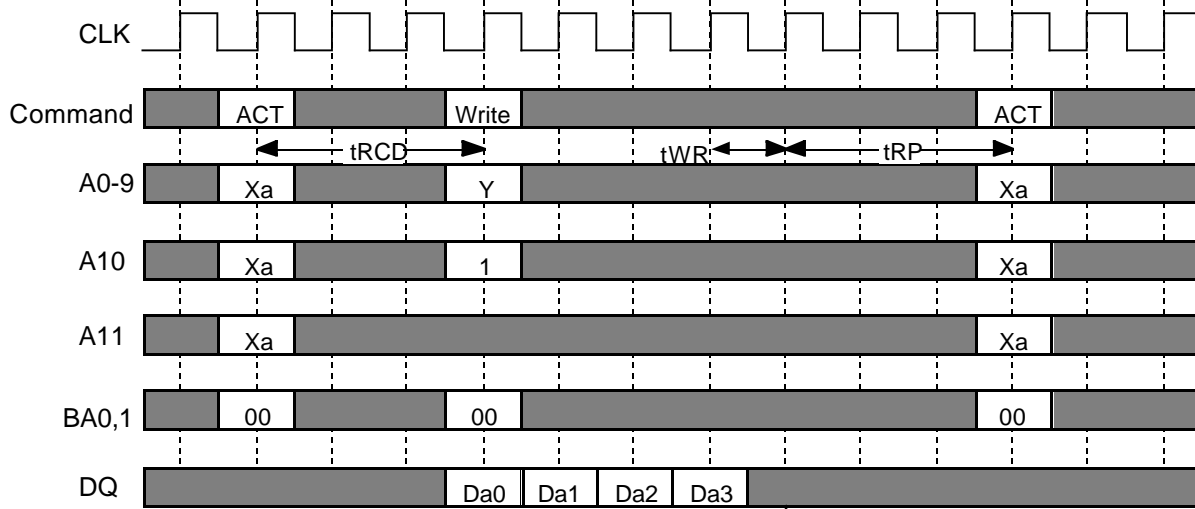 CLK
Command ACT Write ACT
tRCD tWR tRP
A0-9 Xa Y Xa
A10 Xa 1 Xa
A11 Xa Xa
BA0,1 00 00 00
DQ Da0 Da1 Da2 Da3